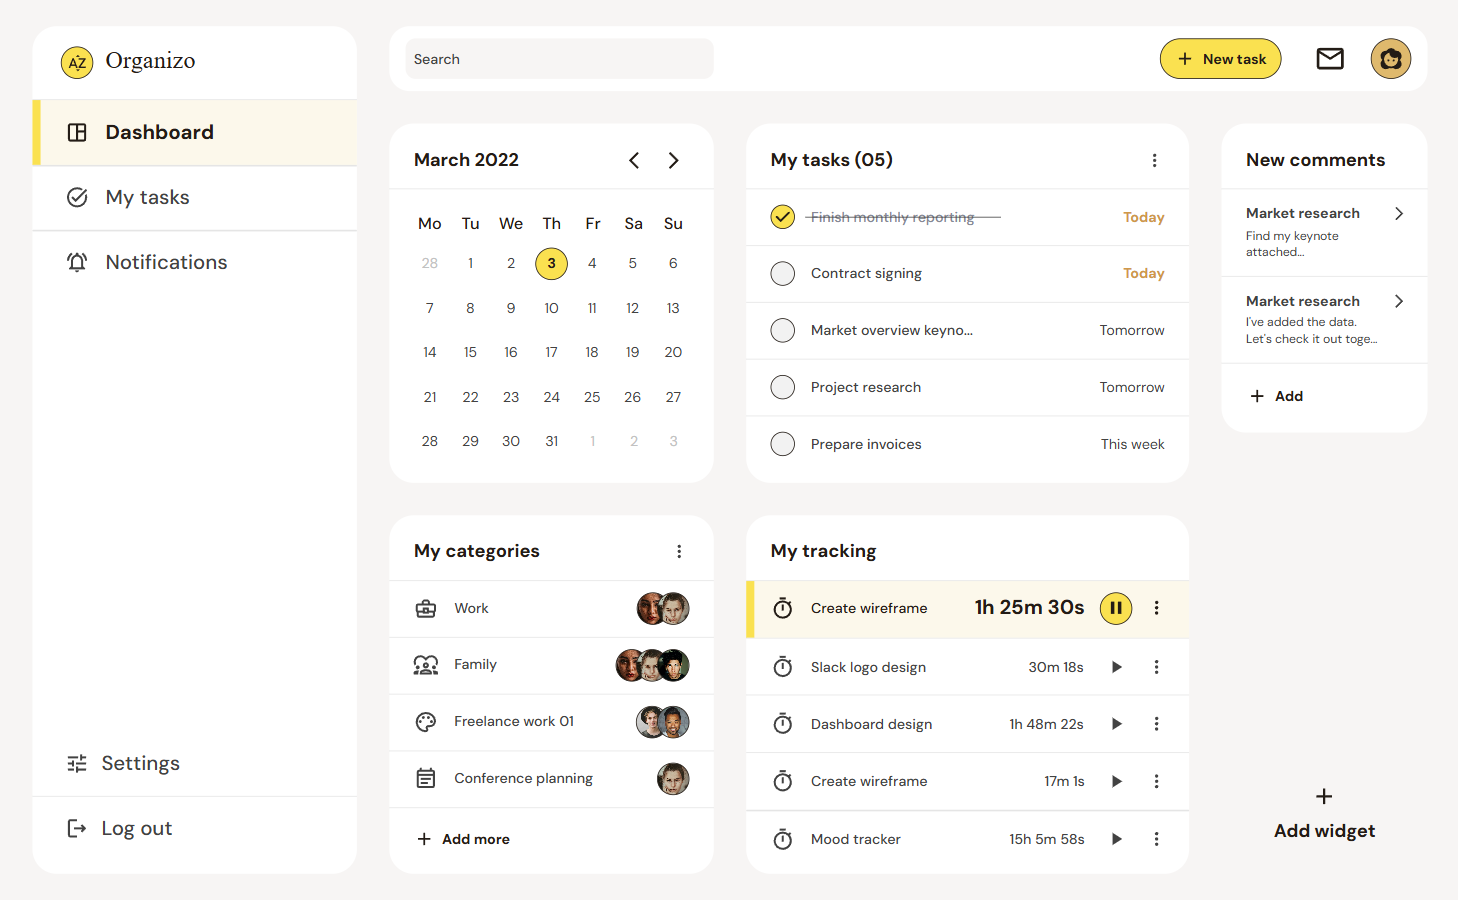 AZ Organizo
Dashboard
My tasks
Notifications
Settings
Log out
Search
+ New task
March 2022
Mo Tu We Th Fr Sa Su
28 1 2 3 4 5 6
7 8 9 10 11 12 13
14 15 16 17 18 19 20
21 22 23 24 25 26 27
28 29 30 31 1 2 3
My tasks (05)
Finish monthly reporting Today
Contract signing Today
Market overview keyno... Tomorrow
Project research Tomorrow
Prepare invoices This week
New comments
Market research
Find my keynote
attached...
Market research
I've added the data.
Let's check it out toge...
+ Add
My categories
Work
Family
Freelance work 01
Conference planning
+ Add more
My tracking
Create wireframe 1h 25m 30s
Slack logo design 30m 18s
Dashboard design 1h 48m 22s
Create wireframe 17m 1s
Mood tracker 15h 5m 58s
+
Add widget